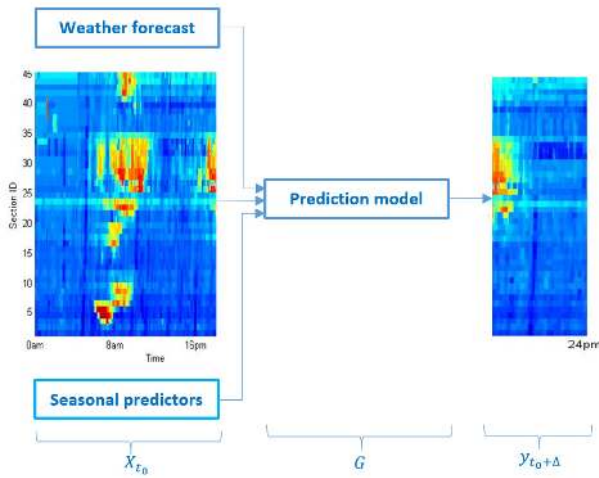 Weather forecast
45
40
35
30
25
20
15
10
5
Section ID
0am
8am
16pm
Time
Prediction model
24pm
Seasonal predictors
X_{t_0}
G
y_{t_0+Δ}